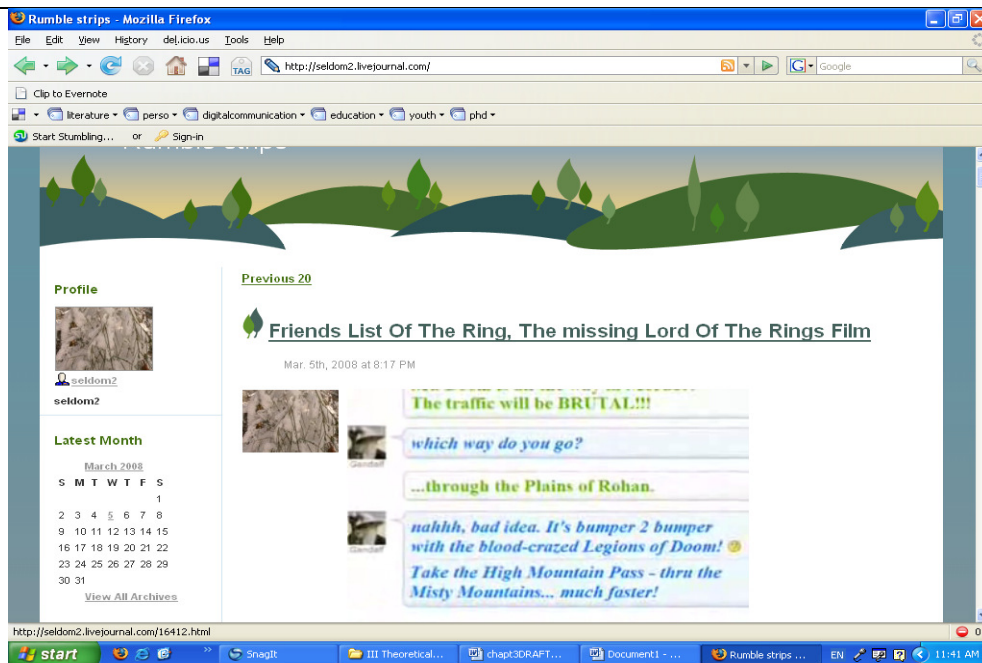 Rumble strips - Mozilla Firefox
File Edit View History del.icio.us Tools Help
TAG http://seldom2.livejournal.com/ G Google
Clip to Evernote
literature perso digitalcommunication education youth phd
Start Stumbling... or Sign-in
Rumble strips
Previous 20
Profile
Friends List Of The Ring, The missing Lord Of The Rings Film
Mar. 5th, 2008 at 8:17 PM
seldom2
seldom2
The traffic will be BRUTAL!!!
which way do you go?
Gandalf
...through the Plains of Rohan.
nahhh, bad idea. It's bumper 2 bumper
with the blood-crazed Legions of Doom!
Gandalf
Take the High Mountain Pass - thru the
Misty Mountains... much faster!
Latest Month
March 2008
S M T W T F S
1
2 3 4 5 6 7 8
9 10 11 12 13 14 15
16 17 18 19 20 21 22
23 24 25 26 27 28 29
30 31
View All Archives
http://seldom2.livejournal.com/16412.html 0
start SnagIt III Theoretical... chapt3DRAFT... Document1 - ... Rumble strips ... EN 11:41 AM